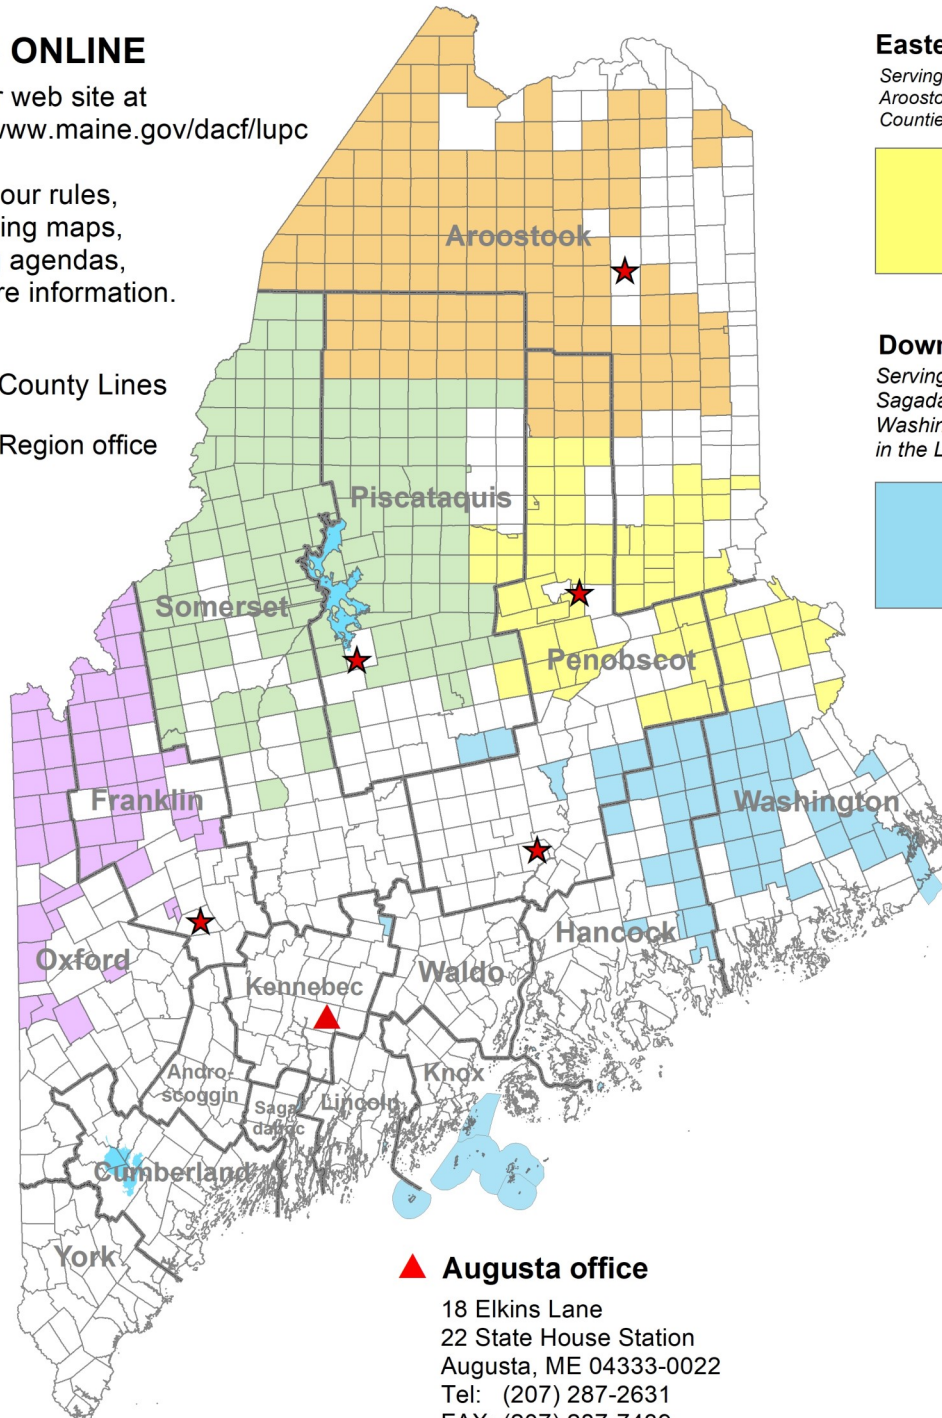 ONLINE
r web site at
www.maine.gov/dacf/lupc
our rules,
ing maps,
agendas,
re information.
County Lines
Region office
Easte
Serving
Aroosto
Countie
Down
Serving
Sagada
Washin
in the L
Aroostook
Piscataquis
Somerset
Penobscot
Franklin
Washington
Oxford
Hancock
Kennebec
Waldo
Andro-
scoggin
Knox
Saga
dahoc
Lincoln
Cumberland
York
Augusta office
18 Elkins Lane
22 State House Station
Augusta, ME 04333-0022
Tel: (207) 287-2631